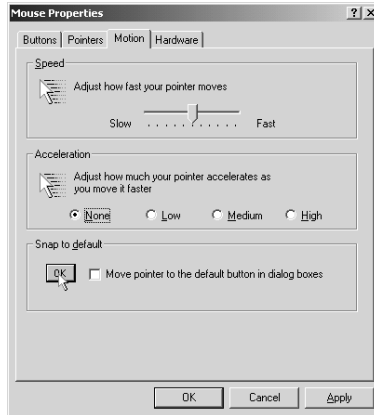 Mouse Properties
Buttons Pointers Motion Hardware
Speed
Adjust how fast your pointer moves
Slow Fast
Acceleration
Adjust how much your pointer accelerates as
you move it faster
None Low Medium High
Snap to default
OK Move pointer to the default button in dialog boxes
OK Cancel Apply